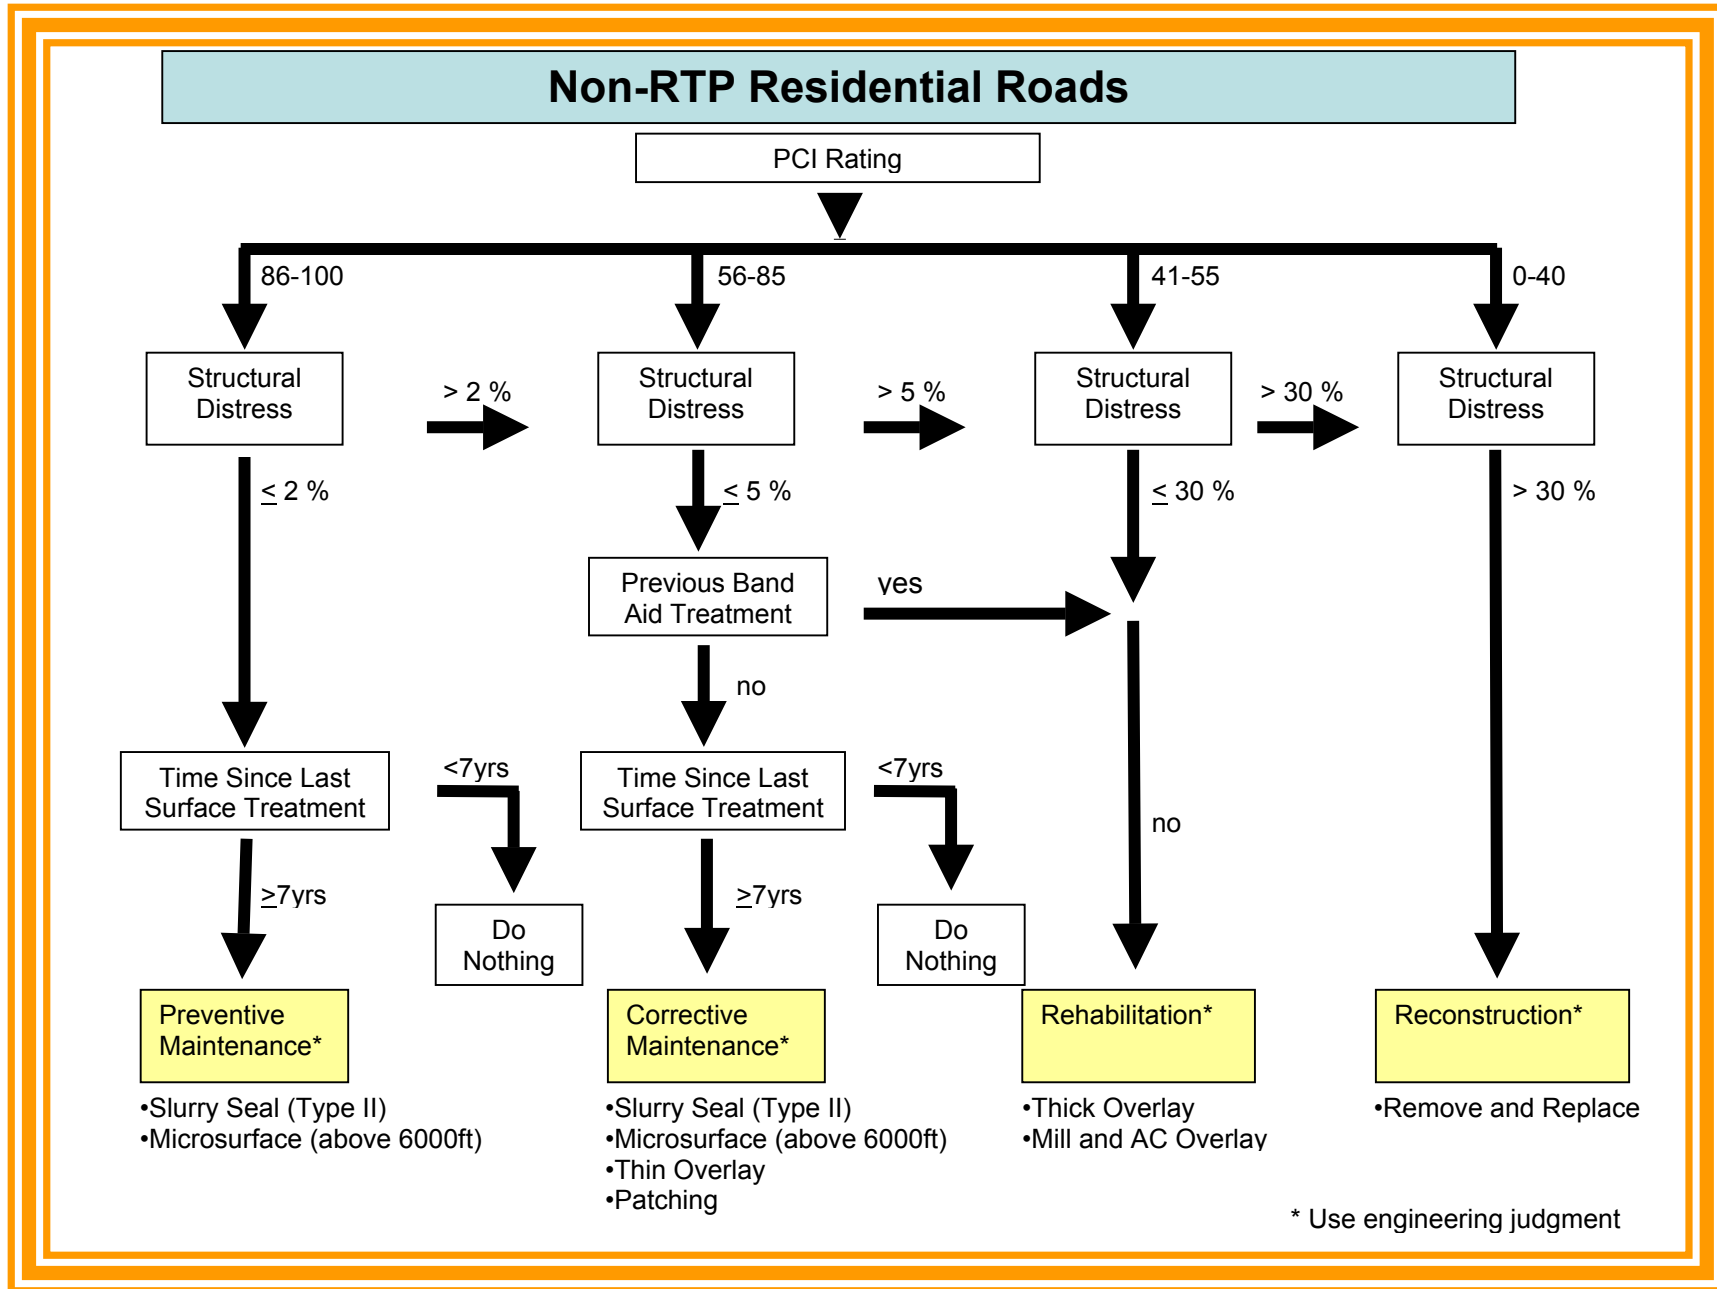 Non-RTP Residential Roads
PCI Rating
86-100
56-85
41-55
0-40
Structural
Distress
> 2 %
Structural
Distress
> 5 %
Structural
Distress
> 30 %
Structural
Distress
≤ 2 %
≤ 5 %
≤ 30 %
> 30 %
Previous Band
Aid Treatment
yes
no
Time Since Last
Surface Treatment
<7yrs
Time Since Last
Surface Treatment
<7yrs
no
≥7yrs
Do
Nothing
≥7yrs
Do
Nothing
Preventive
Maintenance*
Corrective
Maintenance*
Rehabilitation*
Reconstruction*
•Slurry Seal (Type II)
•Microsurface (above 6000ft)
•Slurry Seal (Type II)
•Microsurface (above 6000ft)
•Thin Overlay
•Patching
•Thick Overlay
•Mill and AC Overlay
•Remove and Replace
* Use engineering judgment